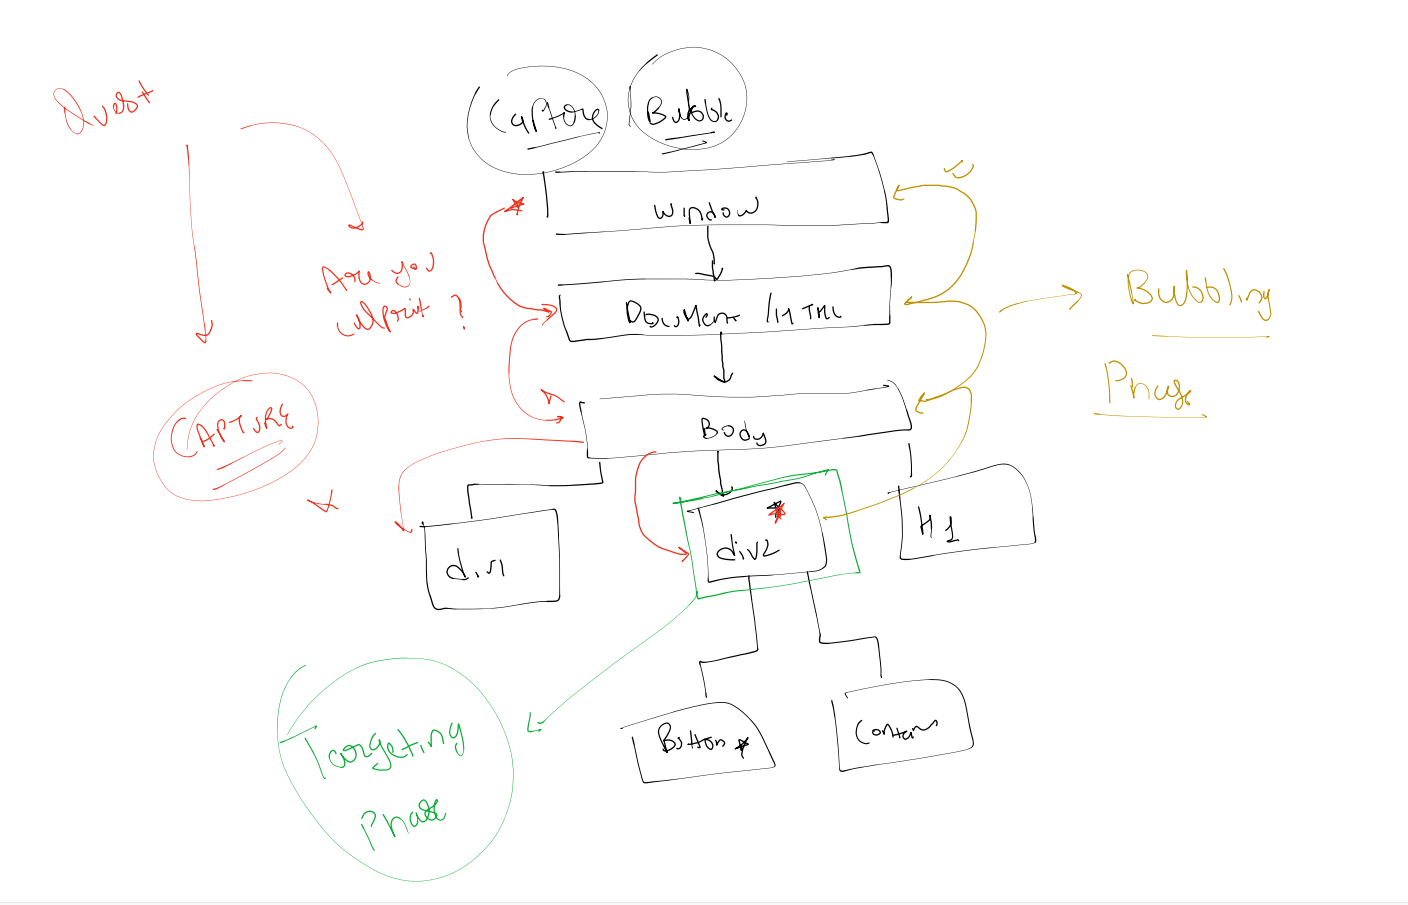 Quest
Capture
Bubble
Window
Are you
culprit ?
Document / HTML
Bubbling
Phase
CAPTURE
Body
div1
div2
H1
Targeting
Phase
Button